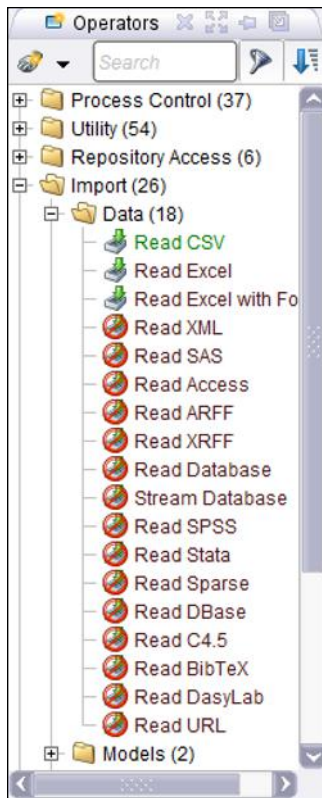 Operators
Search
Process Control (37)
Utility (54)
Repository Access (6)
Import (26)
Data (18)
Read CSV
Read Excel
Read Excel with Fo
Read XML
Read SAS
Read Access
Read ARFF
Read XRFF
Read Database
Stream Database
Read SPSS
Read Stata
Read Sparse
Read DBase
Read C4.5
Read BibTeX
Read DasyLab
Read URL
Models (2)